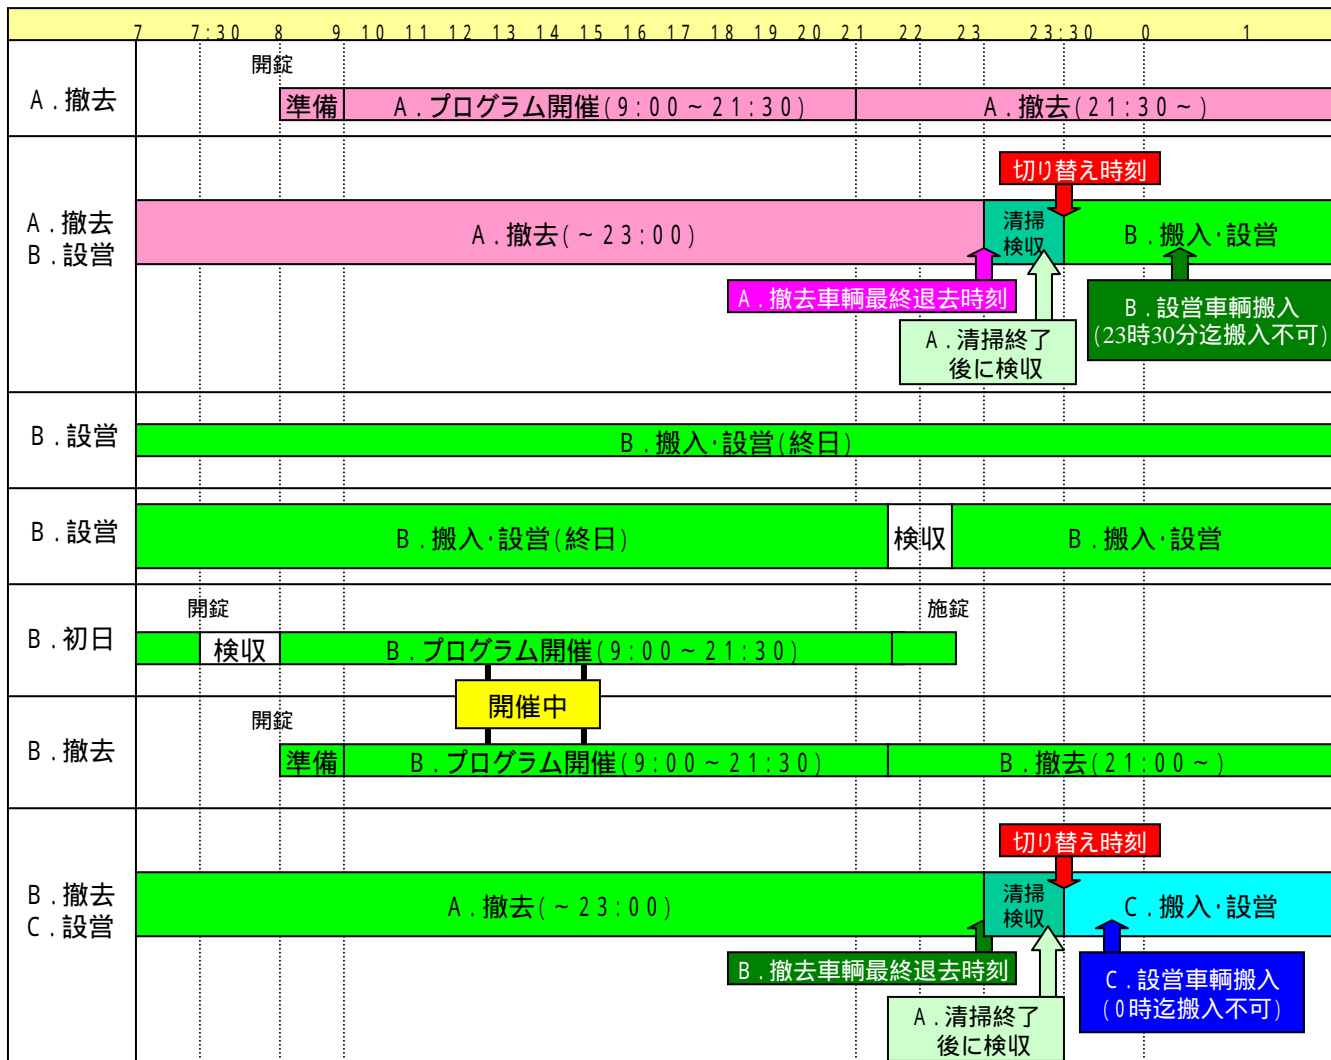 7 7:30 8 9 10 11 12 13 14 15 16 17 18 19 20 21 22 23 23:30 0 1
開錠
A.撤去
準備 A.プログラム開催(9:00～21:30) A.撤去(21:30～)
切り替え時刻
A.撤去
B.設営
A.撤去(～23:00)
清掃
検収
B.搬入・設営
A.撤去車輌最終退去時刻
A.清掃終了
後に検収
B.設営車輌搬入
(23時30分迄搬入不可)
B.設営
B.搬入・設営(終日)
B.設営
B.搬入・設営(終日) 検収 B.搬入・設営
開錠 施錠
B.初日
検収 B.プログラム開催(9:00～21:30)
開催中
開錠
B.撤去
準備 B.プログラム開催(9:00～21:30) B.撤去(21:00～)
切り替え時刻
B.撤去
C.設営
A.撤去(～23:00)
清掃
検収
C.搬入・設営
B.撤去車輌最終退去時刻
A.清掃終了
後に検収
C.設営車輌搬入
(0時迄搬入不可)